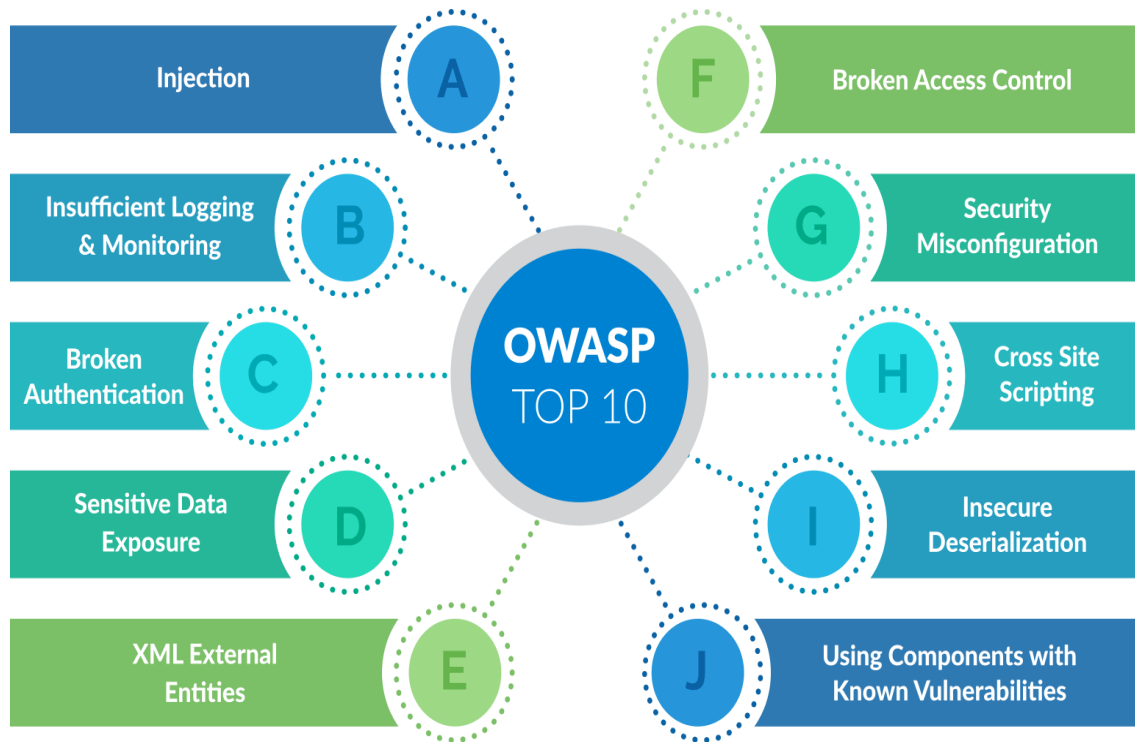 A
Injection
B
Insufficient Logging
& Monitoring
C
Broken
Authentication
D
Sensitive Data
Exposure
E
XML External
Entities
OWASP
TOP 10
F
Broken Access Control
G
Security
Misconfiguration
H
Cross Site
Scripting
I
Insecure
Deserialization
J
Using Components with
Known Vulnerabilities